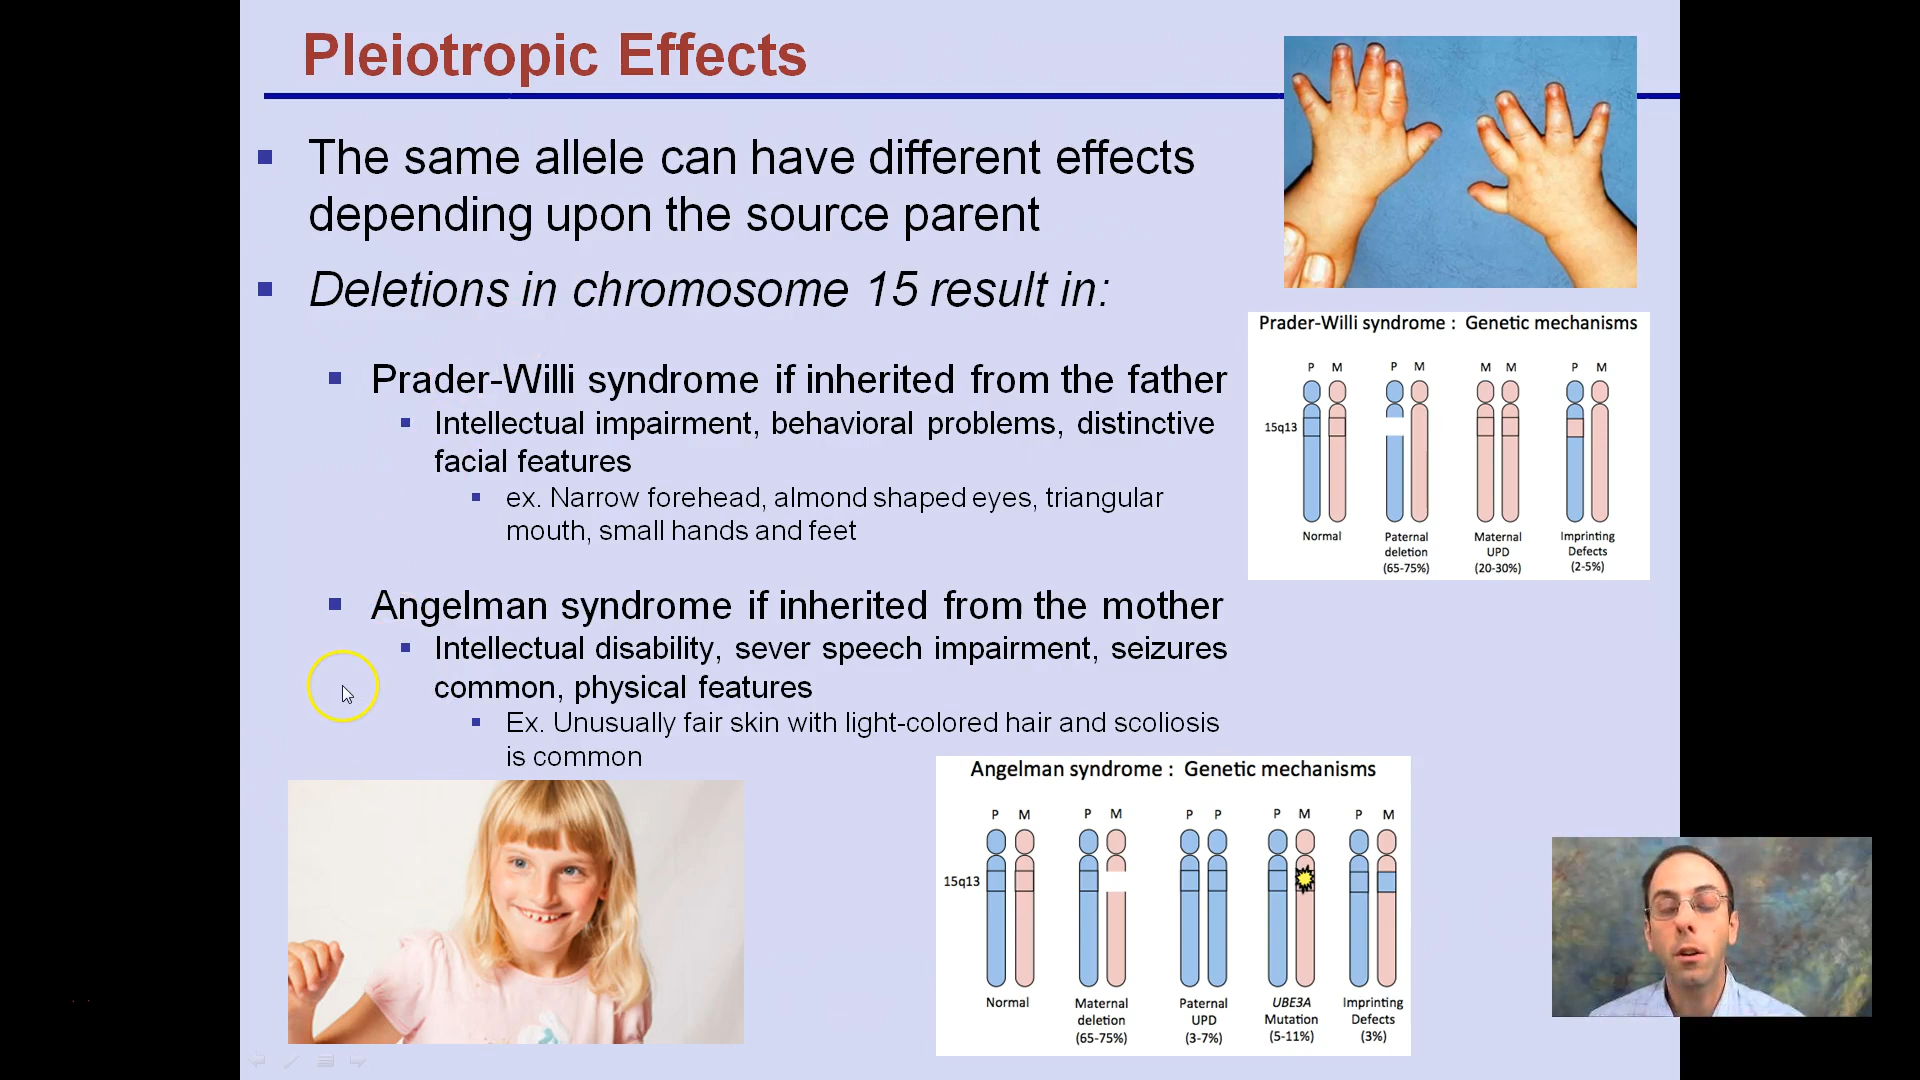 Pleiotropic Effects
The same allele can have different effects
depending upon the source parent
Deletions in chromosome 15 result in:
Prader-Willi syndrome if inherited from the father
Intellectual impairment, behavioral problems, distinctive
facial features
ex. Narrow forehead, almond shaped eyes, triangular
mouth, small hands and feet
Angelman syndrome if inherited from the mother
Intellectual disability, sever speech impairment, seizures
common, physical features
Ex. Unusually fair skin with light-colored hair and scoliosis
is common
Prader-Willi syndrome : Genetic mechanisms
P M P M M M P M
15q13
Normal Paternal Maternal Imprinting
deletion UPD Defects
(65-75%) (20-30%) (2-5%)
Angelman syndrome : Genetic mechanisms
P M P M P P P M P M
15q13
Normal Maternal Paternal UBE3A Imprinting
deletion UPD Mutation Defects
(65-75%) (3-7%) (5-11%) (3%)